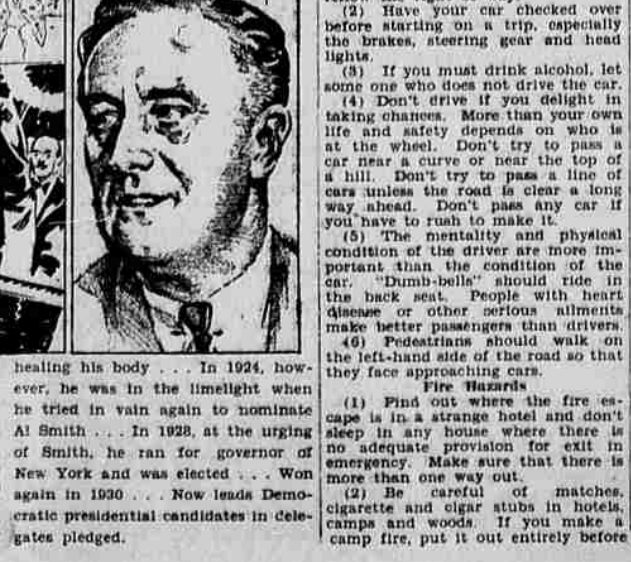 healing his body . . . In 1924, how-
ever, he was in the limelight when
he tried in vain again to nominate
Al Smith . . . In 1928, at the urging
of Smith, he ran for governor of
New York and was elected . . . Won
again in 1930 . . . Now leads Demo-
cratic presidential candidates in dele-
gates pledged.
(2) Have your car checked over
before starting on a trip, especially
the brakes, steering gear and head
lights.
(3) If you must drink alcohol, let
some one who does not drive the car.
(4) Don't drive if you delight in
taking chances. More than your own
life and safety depends on who is
at the wheel. Don't try to pass a
car near a curve or near the top of
a hill. Don't try to pass a line of
cars unless the road is clear a long
way ahead. Don't pass any car if
you have to rush to make it.
(5) The mentality and physical
condition of the driver are more im-
portant than the condition of the
car. "Dumb-bells" should ride in
the back seat. People with heart
disease or other serious ailments
make better passengers than drivers.
(6) Pedestrians should walk on
the left-hand side of the road so that
they face approaching cars.
Fire Hazards
(1) Find out where the fire es-
cape is in a strange hotel and don't
sleep in any house where there is
no adequate provision for exit in
emergency. Make sure that there is
more than one way out.
(2) Be careful of matches,
cigarette and cigar stubs in hotels,
camps and woods. If you make a
camp fire, put it out entirely before